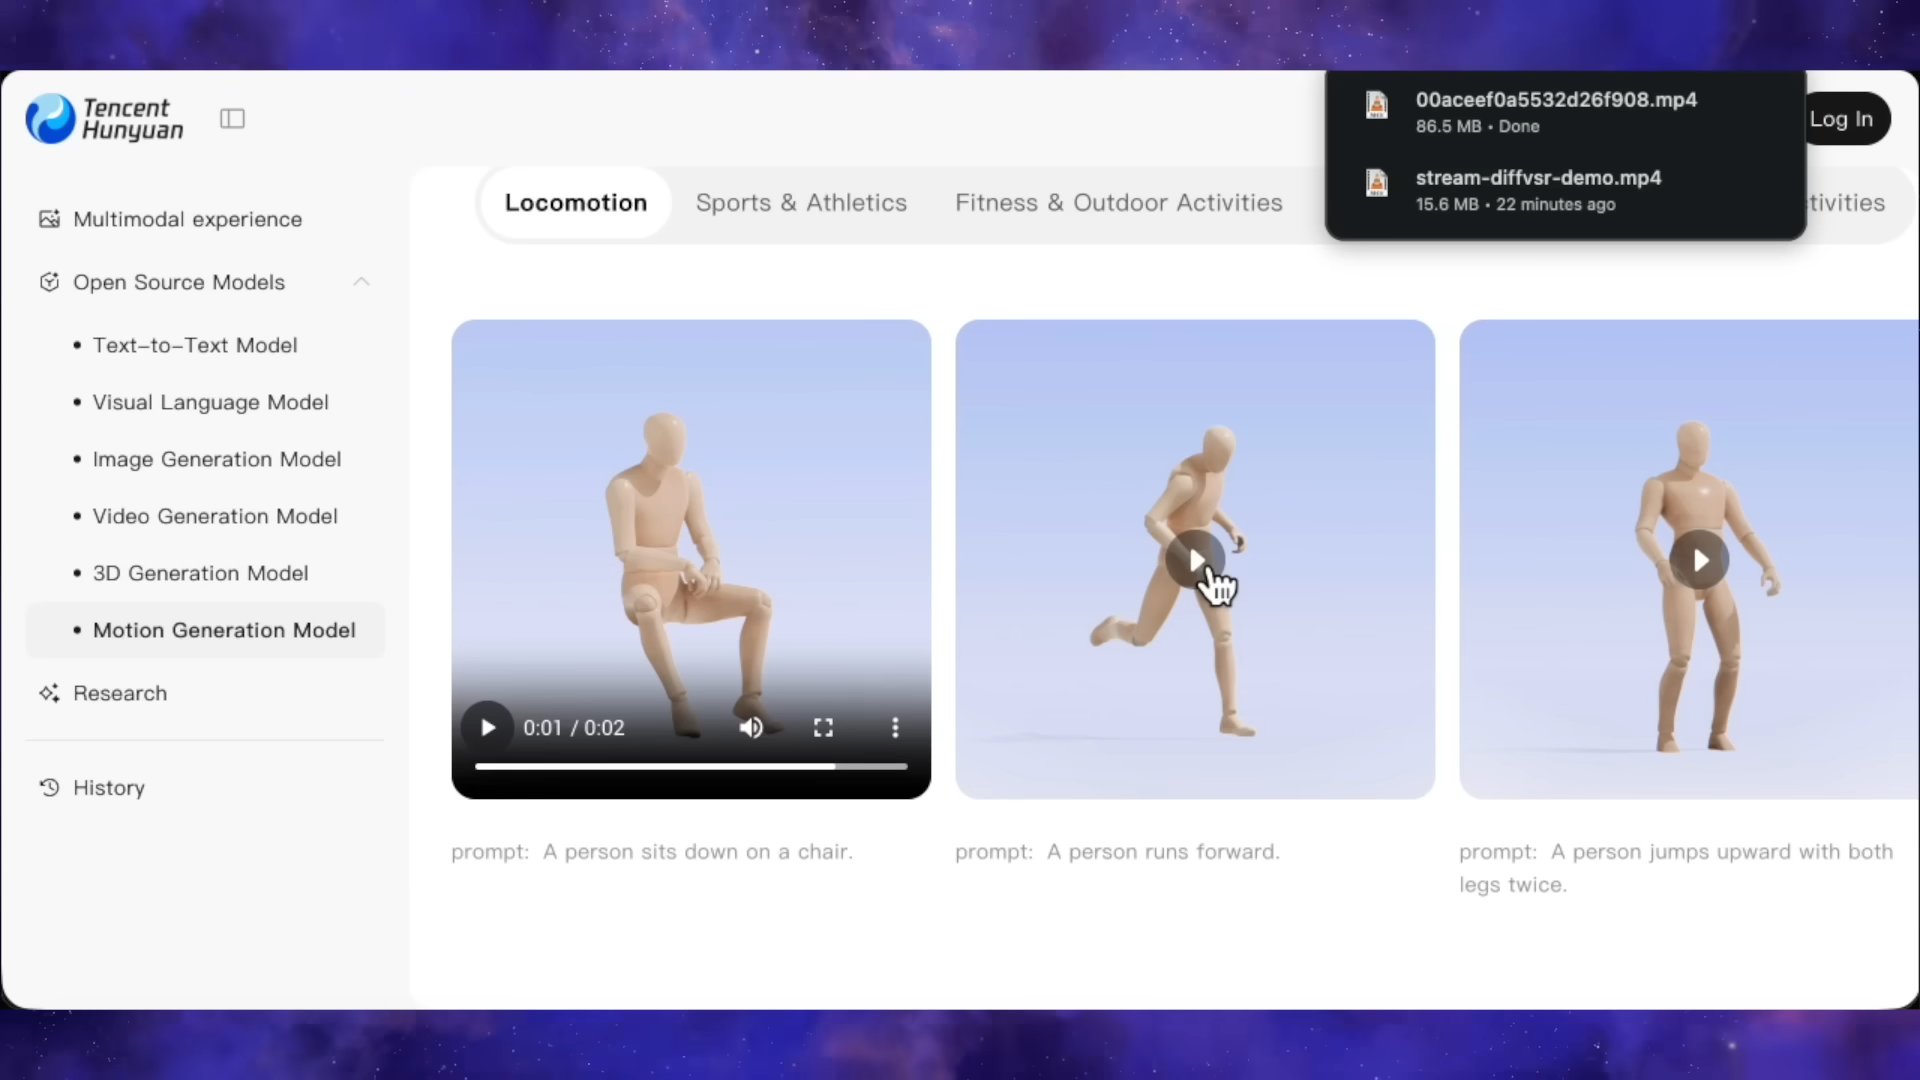 Tencent
Hunyuan
00aceef0a5532d26f908.mp4
86.5 MB • Done
stream-diffvsr-demo.mp4
15.6 MB • 22 minutes ago
Log In
Multimodal experience
Open Source Models
• Text-to-Text Model
• Visual Language Model
• Image Generation Model
• Video Generation Model
• 3D Generation Model
• Motion Generation Model
Research
History
Locomotion
Sports & Athletics
Fitness & Outdoor Activities
tivities
0:01 / 0:02
prompt: A person sits down on a chair.
prompt: A person runs forward.
prompt: A person jumps upward with both
legs twice.